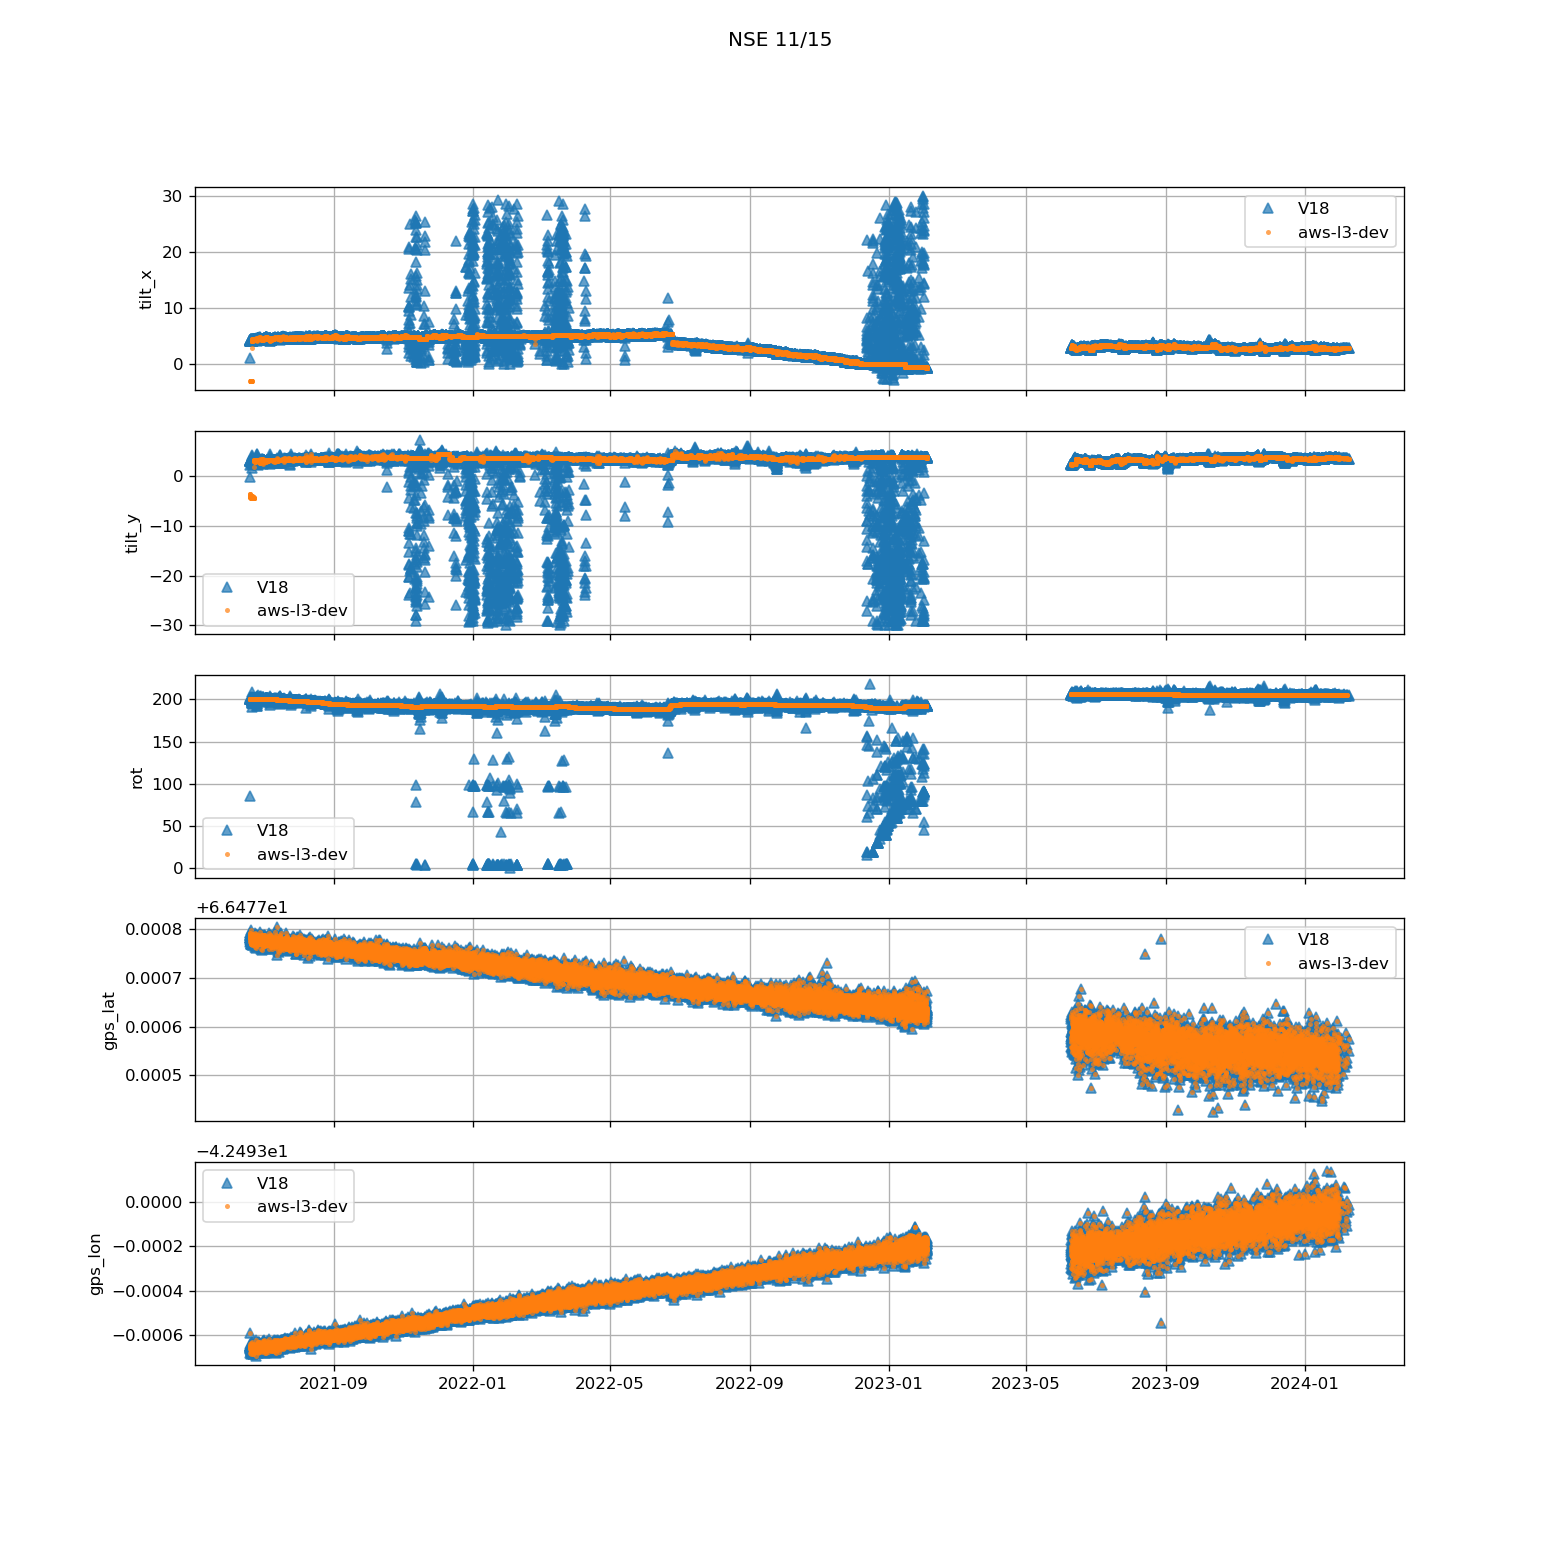 NSE 11/15
30
20
10
0
tilt_x
V18
aws-l3-dev
0
−10
−20
−30
tilt_y
V18
aws-l3-dev
200
150
100
50
0
rot
V18
aws-l3-dev
+6.6477e1
0.0008
0.0007
0.0006
0.0005
gps_lat
V18
aws-l3-dev
−4.2493e1
0.0000
−0.0002
−0.0004
−0.0006
gps_lon
V18
aws-l3-dev
2021-09 2022-01 2022-05 2022-09 2023-01 2023-05 2023-09 2024-01